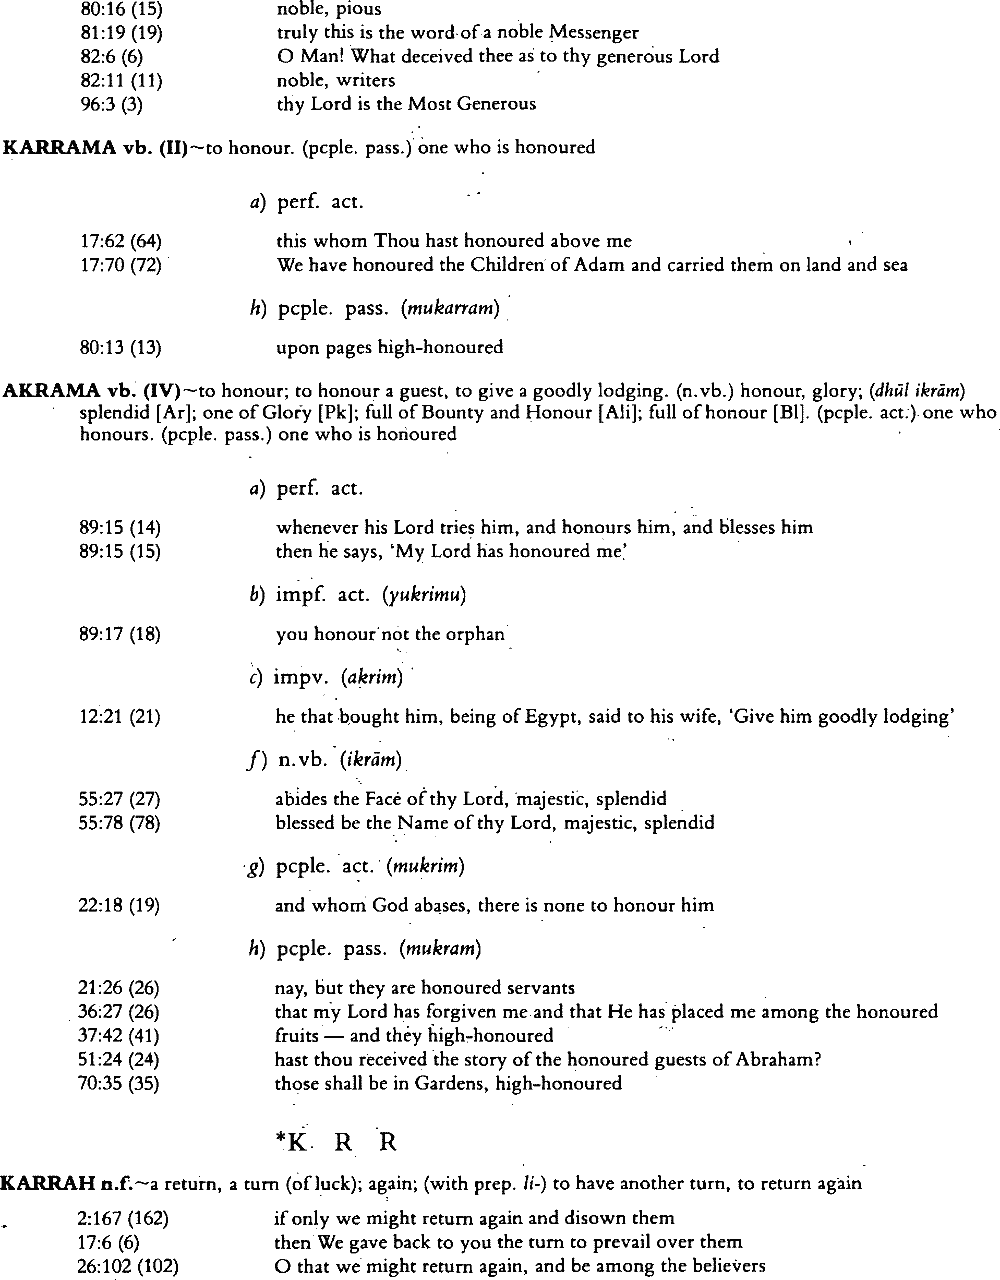 80:16 (15) noble, pious
81:19 (19) truly this is the word of a noble Messenger
82:6 (6) O Man! What deceived thee as to thy generous Lord
82:11 (11) noble, writers
96:3 (3) thy Lord is the Most Generous
KARRAMA vb. (II)~to honour. (pcple. pass.) one who is honoured
a) perf. act.
17:62 (64) this whom Thou hast honoured above me
17:70 (72) We have honoured the Children of Adam and carried them on land and sea
h) pcple. pass. (mukarram)
80:13 (13) upon pages high-honoured
AKRAMA vb. (IV)~to honour; to honour a guest, to give a goodly lodging. (n.vb.) honour, glory; (dhūl ikrām)
splendid [Ar]; one of Glory [Pk]; full of Bounty and Honour [Ali]; full of honour [Bl]. (pcple. act.) one who
honours. (pcple. pass.) one who is honoured
a) perf. act.
89:15 (14) whenever his Lord tries him, and honours him, and blesses him
89:15 (15) then he says, 'My Lord has honoured me'
b) impf. act. (yukrimu)
89:17 (18) you honour not the orphan
c) impv. (akrim)
12:21 (21) he that bought him, being of Egypt, said to his wife, 'Give him goodly lodging'
f) n.vb. (ikrām)
55:27 (27) abides the Face of thy Lord, majestic, splendid
55:78 (78) blessed be the Name of thy Lord, majestic, splendid
g) pcple. act. (mukrim)
22:18 (19) and whom God abases, there is none to honour him
h) pcple. pass. (mukram)
21:26 (26) nay, but they are honoured servants
36:27 (26) that my Lord has forgiven me and that He has placed me among the honoured
37:42 (41) fruits — and they high-honoured
51:24 (24) hast thou received the story of the honoured guests of Abraham?
70:35 (35) those shall be in Gardens, high-honoured
*K R R
KARRAH n.f.~a return, a turn (of luck); again; (with prep. li-) to have another turn, to return again
2:167 (162) if only we might return again and disown them
17:6 (6) then We gave back to you the turn to prevail over them
26:102 (102) O that we might return again, and be among the believers